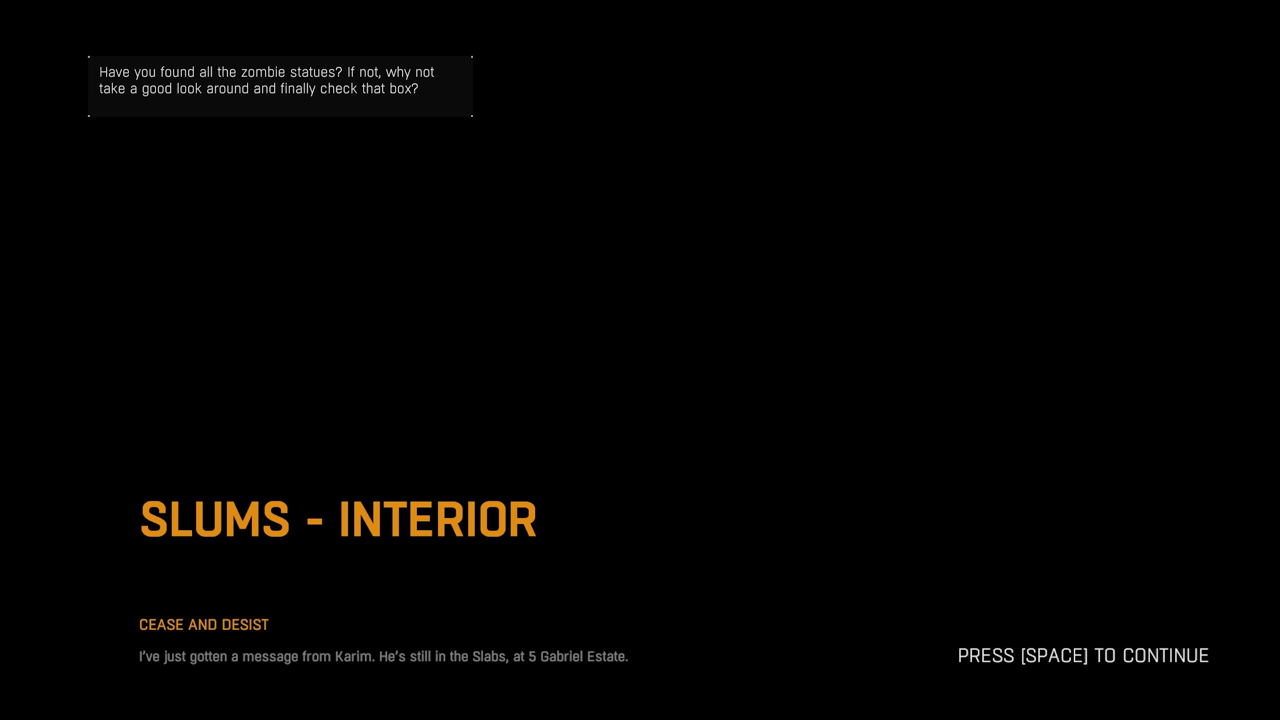 Have you found all the zombie statues? If not, why not
take a good look around and finally check that box?
SLUMS - INTERIOR
CEASE AND DESIST
I've just gotten a message from Karim. He's still in the Slabs, at 5 Gabriel Estate.
PRESS [SPACE] TO CONTINUE